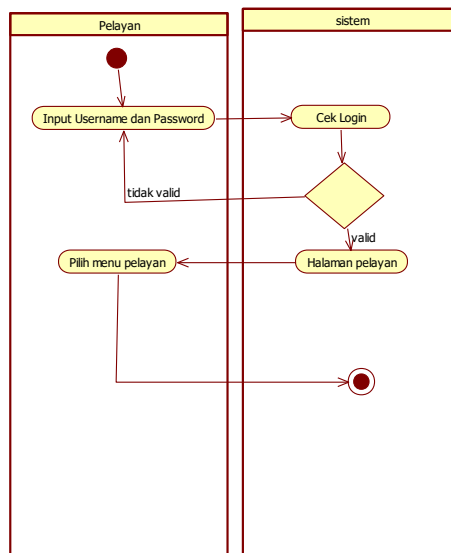 Pelayan
sistem
Input Username dan Password
Cek Login
tidak valid
valid
Pilih menu pelayan
Halaman pelayan